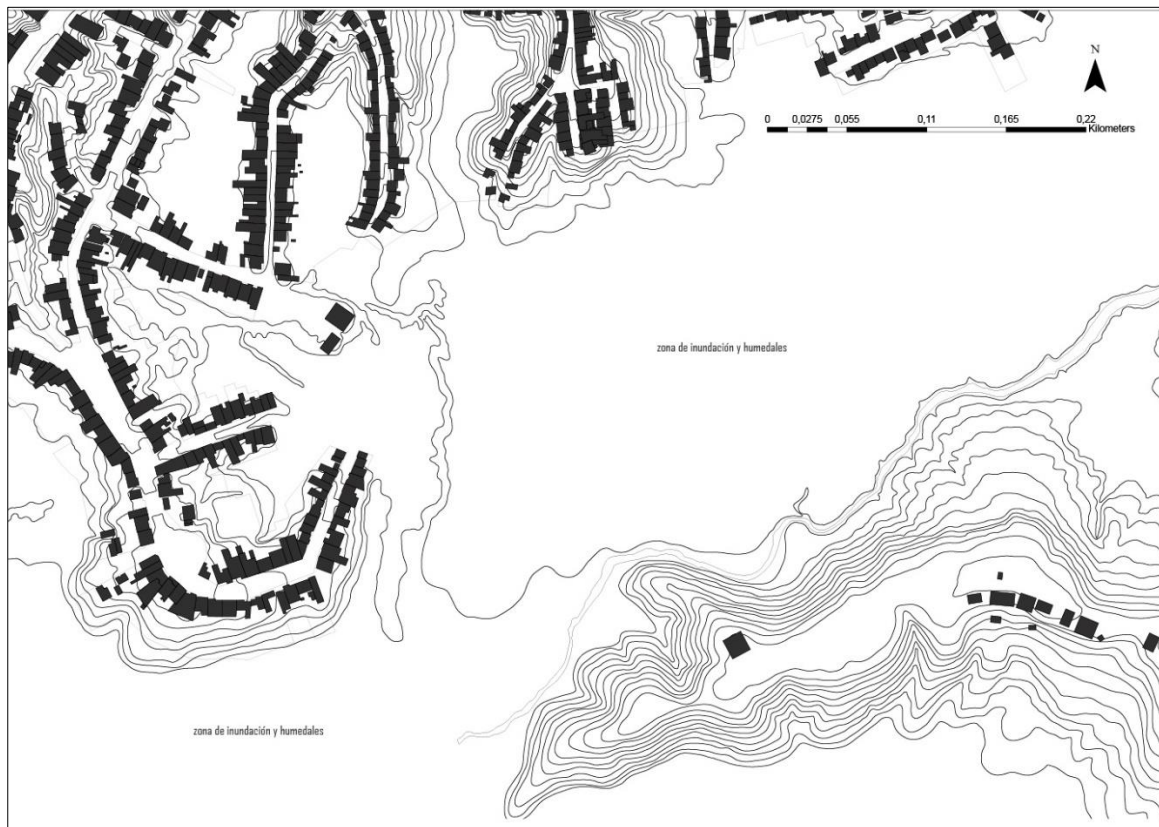 N
0 0,0275 0,055 0,11 0,165 0,22
Kilometers
zona de inundación y humedales
zona de inundación y humedales